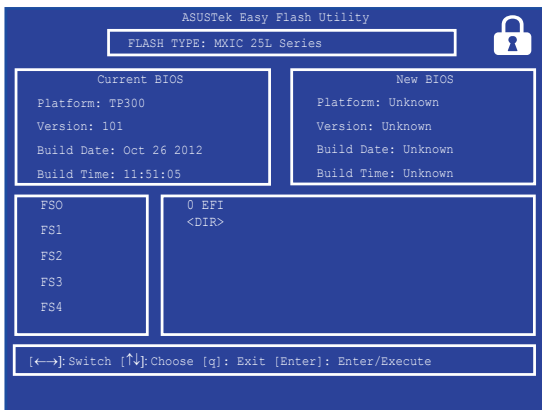 ASUSTek Easy Flash Utility
FLASH TYPE: MXIC 25L Series
Current BIOS
Platform: TP300
Version: 101
Build Date: Oct 26 2012
Build Time: 11:51:05
New BIOS
Platform: Unknown
Version: Unknown
Build Date: Unknown
Build Time: Unknown
FSO
FS1
FS2
FS3
FS4
0 EFI
<DIR>
[←→]: Switch [↑↓]: Choose [q]: Exit [Enter]: Enter/Execute